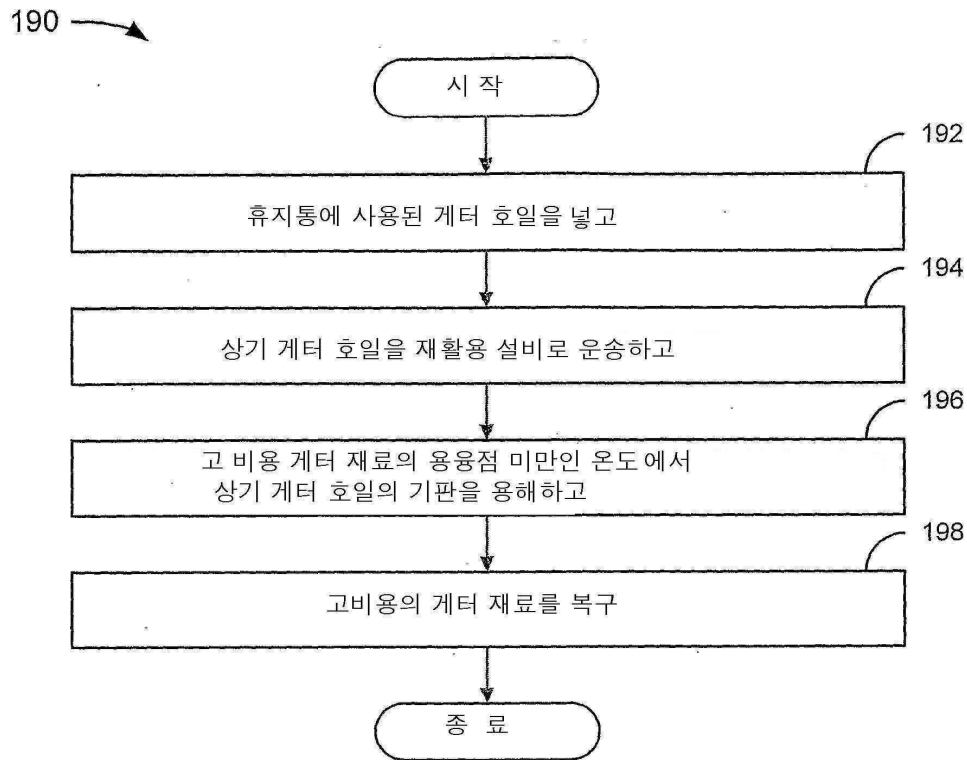 190
시 작
192
휴지통에 사용된 게터 호일을 넣고
194
상기 게터 호일을 재활용 설비로 운송하고
196
고 비용 게터 재료의 용융점 미만인 온도에서
상기 게터 호일의 기판을 용해하고
198
고비용의 게터 재료를 복구
종 료